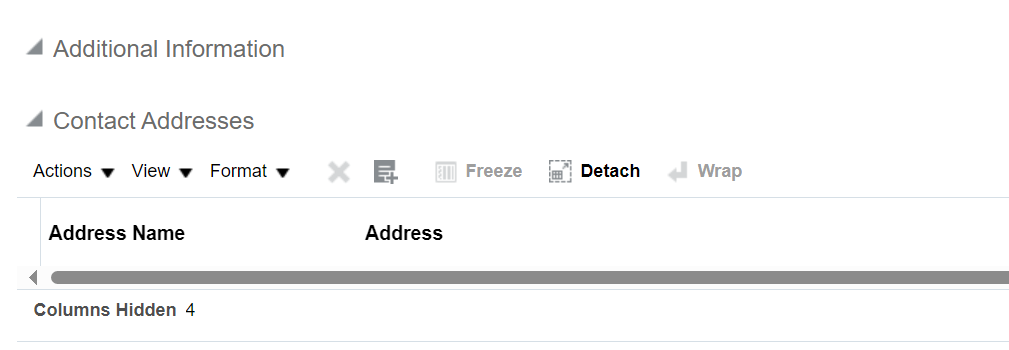 Additional Information
Contact Addresses
Actions View Format Freeze Detach Wrap
Address Name Address
Columns Hidden 4